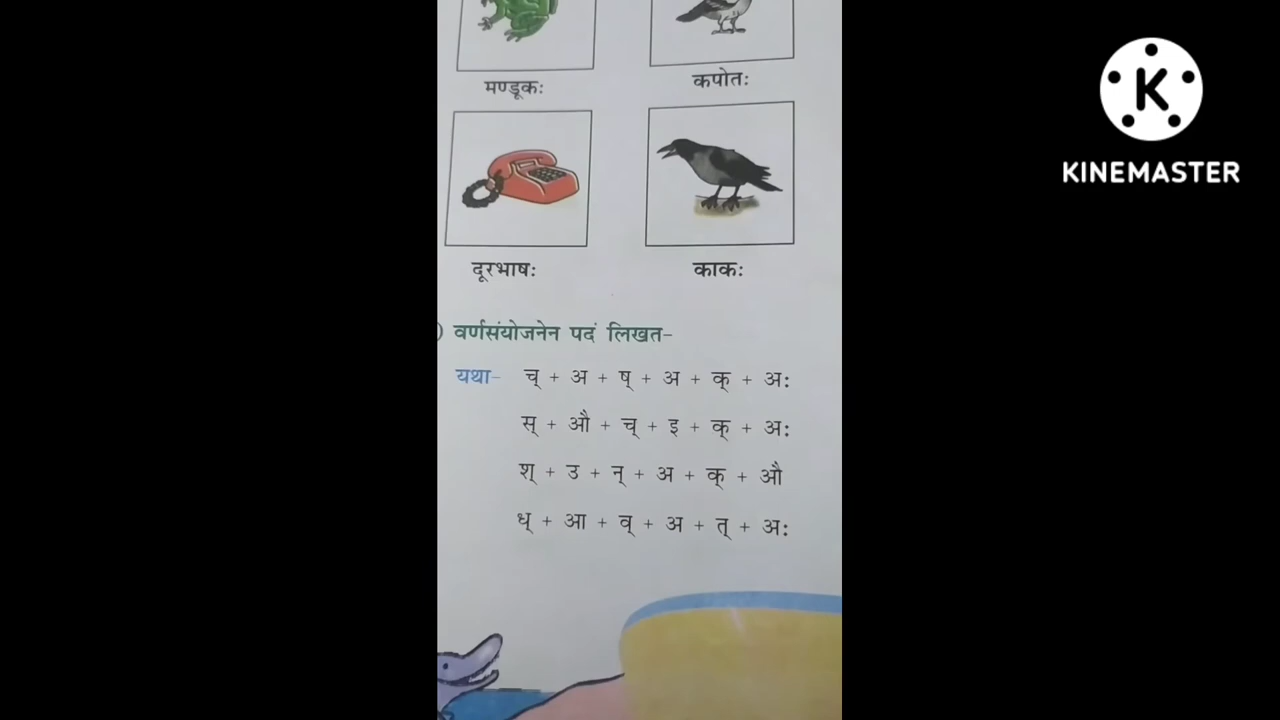 मण्डूकः कपोतः
दूरभाषः काकः
) वर्णसंयोजनेन पदं लिखत-
यथा- च् + अ + ष् + अ + क् + अः
स् + औ + च् + इ + क् + अः
श् + उ + न् + अ + क् + औ
ध् + आ + व् + अ + त् + अः
K
KINEMASTER